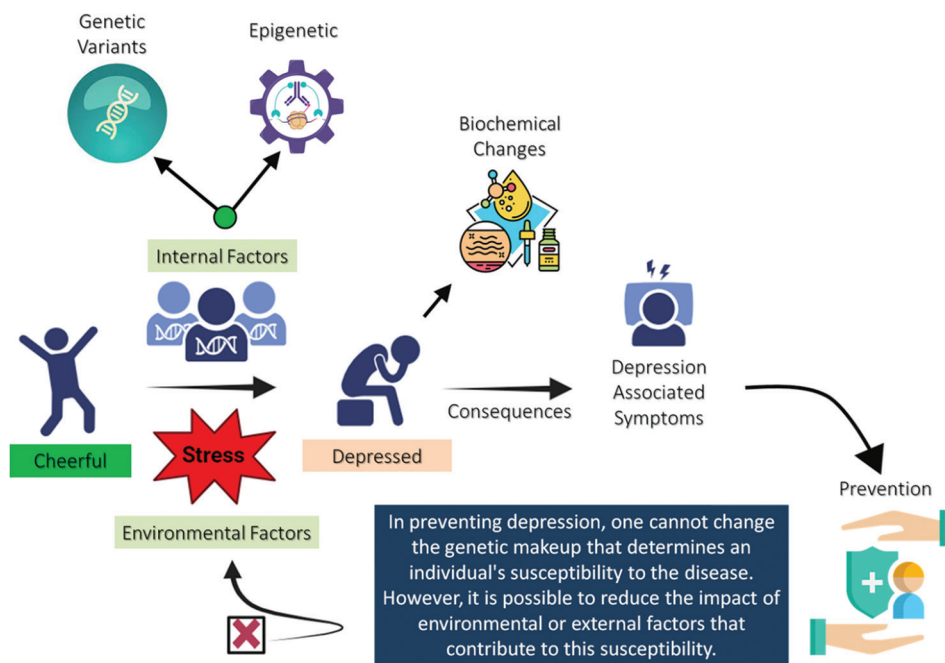 Genetic
Variants
Epigenetic
Biochemical
Changes
Internal Factors
Depression
Associated
Symptoms
Consequences
Stress
Cheerful
Depressed
Prevention
Environmental Factors
In preventing depression, one cannot change
the genetic makeup that determines an
individual's susceptibility to the disease.
However, it is possible to reduce the impact of
environmental or external factors that
contribute to this susceptibility.